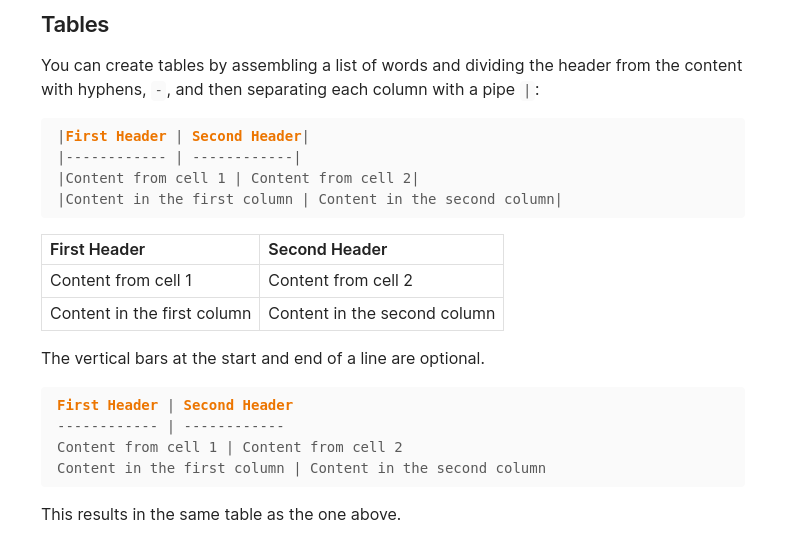 Tables
You can create tables by assembling a list of words and dividing the header from the content
with hyphens, -, and then separating each column with a pipe |:
|First Header | Second Header|
|------------ | ------------|
|Content from cell 1 | Content from cell 2|
|Content in the first column | Content in the second column|
First Header Second Header
Content from cell 1 Content from cell 2
Content in the first column Content in the second column
The vertical bars at the start and end of a line are optional.
First Header | Second Header
------------ | ------------
Content from cell 1 | Content from cell 2
Content in the first column | Content in the second column
This results in the same table as the one above.